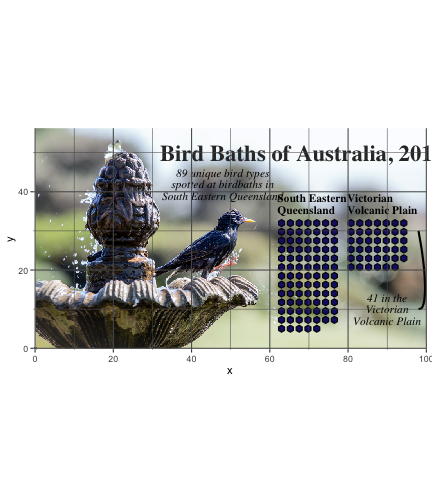 Bird Baths of Australia, 201
89 unique bird types
spotted at birdbaths in
South Eastern Queensland
South Eastern
Queensland
Victorian
Volcanic Plain
41 in the
Victorian
Volcanic Plain
40
20
0
y
0
20
40
60
80
100
x